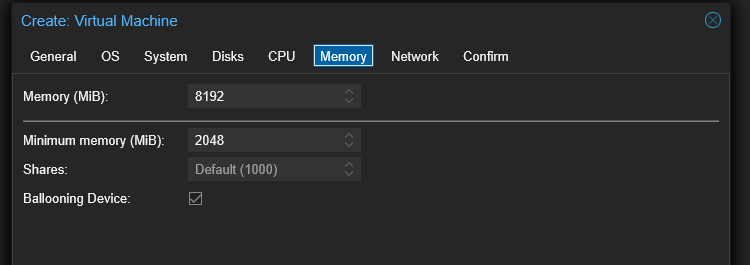 Create: Virtual Machine
General OS System Disks CPU Memory Network Confirm
Memory (MiB): 8192
Minimum memory (MiB): 2048
Shares: Default (1000)
Ballooning Device: